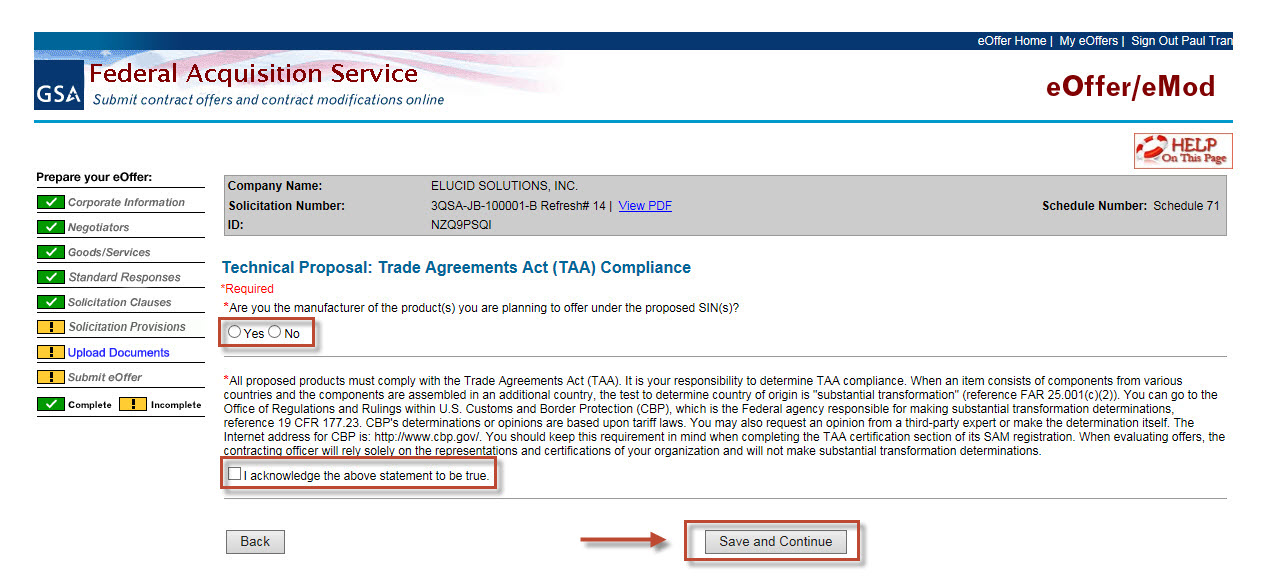 eOffer Home | My eOffers | Sign Out Paul Tran
GSA
Federal Acquisition Service
Submit contract offers and contract modifications online
eOffer/eMod
HELP
On This Page
Prepare your eOffer:
Corporate Information
Negotiators
Goods/Services
Standard Responses
Solicitation Clauses
! Solicitation Provisions
! Upload Documents
! Submit eOffer
Complete ! Incomplete
Company Name: ELUCID SOLUTIONS, INC.
Solicitation Number: 3QSA-JB-100001-B Refresh# 14 | View PDF Schedule Number: Schedule 71
ID: NZQ9PSQI
Technical Proposal: Trade Agreements Act (TAA) Compliance
*Required
*Are you the manufacturer of the product(s) you are planning to offer under the proposed SIN(s)?
Yes No
*All proposed products must comply with the Trade Agreements Act (TAA). It is your responsibility to determine TAA compliance. When an item consists of components from various
countries and the components are assembled in an additional country, the test to determine country of origin is "substantial transformation" (reference FAR 25.001(c)(2)). You can go to the
Office of Regulations and Rulings within U.S. Customs and Border Protection (CBP), which is the Federal agency responsible for making substantial transformation determinations,
reference 19 CFR 177.23. CBP's determinations or opinions are based upon tariff laws. You may also request an opinion from a third-party expert or make the determination itself. The
Internet address for CBP is: http://www.cbp.gov/. You should keep this requirement in mind when completing the TAA certification section of its SAM registration. When evaluating offers, the
contracting officer will rely solely on the representations and certifications of your organization and will not make substantial transformation determinations.
I acknowledge the above statement to be true.
Back
Save and Continue